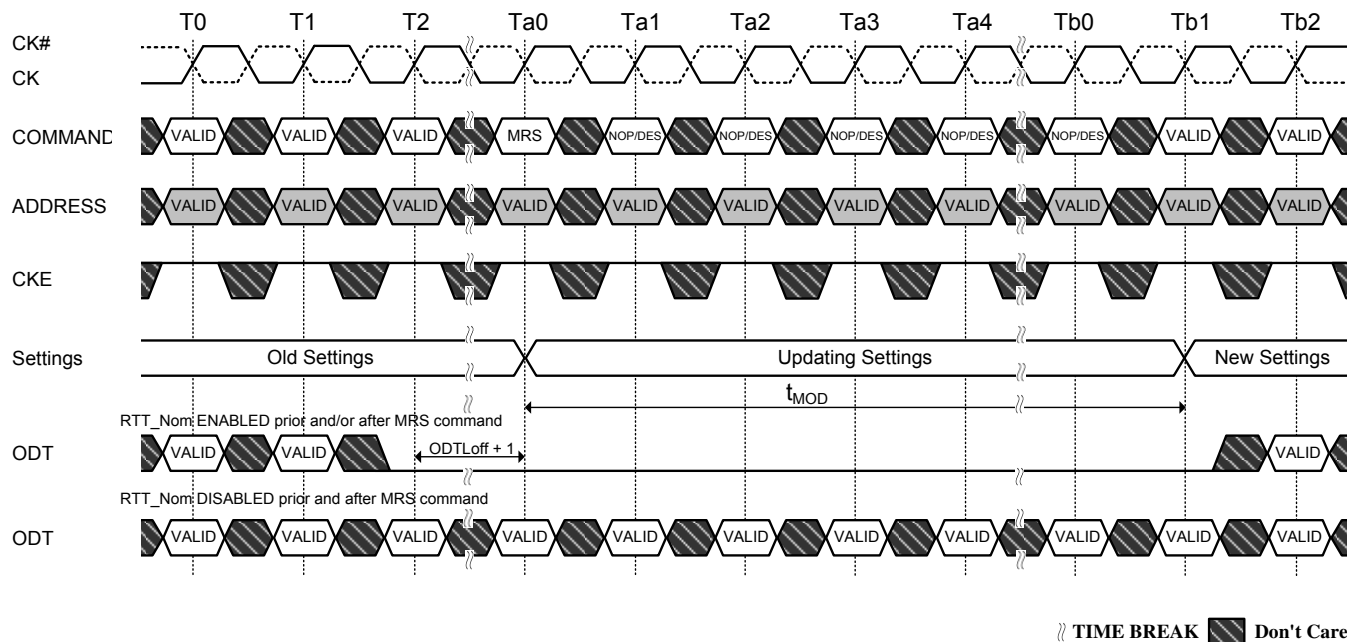 T0 T1 T2 Ta0 Ta1 Ta2 Ta3 Ta4 Tb0 Tb1 Tb2
CK#
CK
COMMAND VALID VALID VALID MRS NOP/DES NOP/DES NOP/DES NOP/DES NOP/DES VALID VALID
ADDRESS VALID VALID VALID VALID VALID VALID VALID VALID VALID VALID VALID
CKE
Settings Old Settings Updating Settings New Settings
tMOD
RTT_Nom ENABLED prior and/or after MRS command
ODT VALID VALID ODTLoff + 1 VALID
RTT_Nom DISABLED prior and after MRS command
ODT VALID VALID VALID VALID VALID VALID VALID VALID VALID VALID VALID
TIME BREAK Don't Care